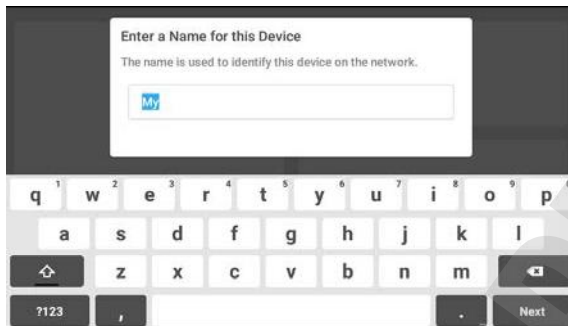 Enter a Name for this Device
The name is used to identify this device on the network.
My
q 1 w 2 e 3 r 4 t 5 y 6 u 7 i 8 o 9 p
a s d f g h j k l
z x c v b n m
?123 , . Next